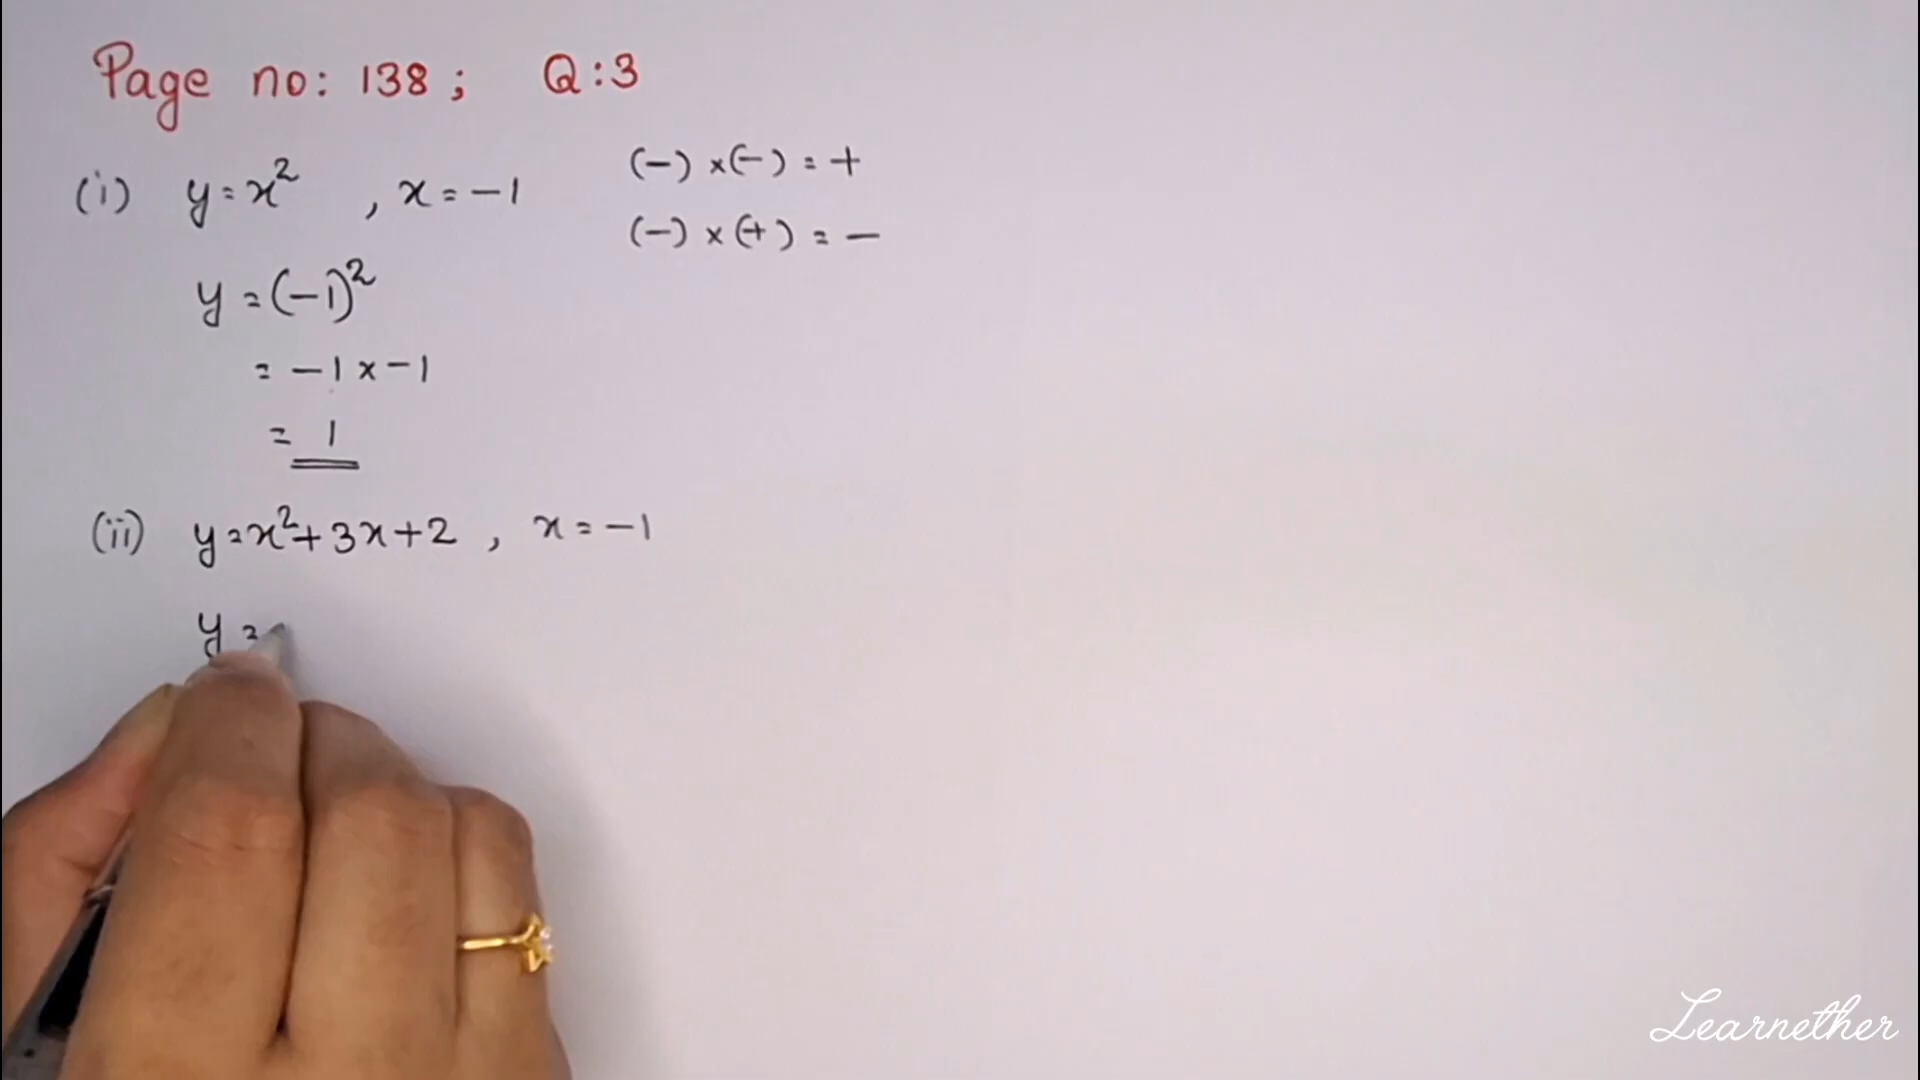 Page no: 138 ; Q:3
(i) y=x² , x=-1
(-) ×(-) = +
(-) × (+) = -
y = (-1)²
= -1 x -1
= 1
(ii) y=x²+3x+2 , x=-1
y =
Learnether